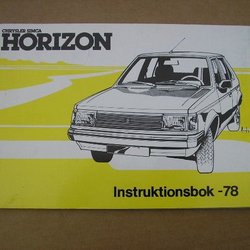 CHRYSLER SIMCA
HORIZON
Instruktionsbok -78